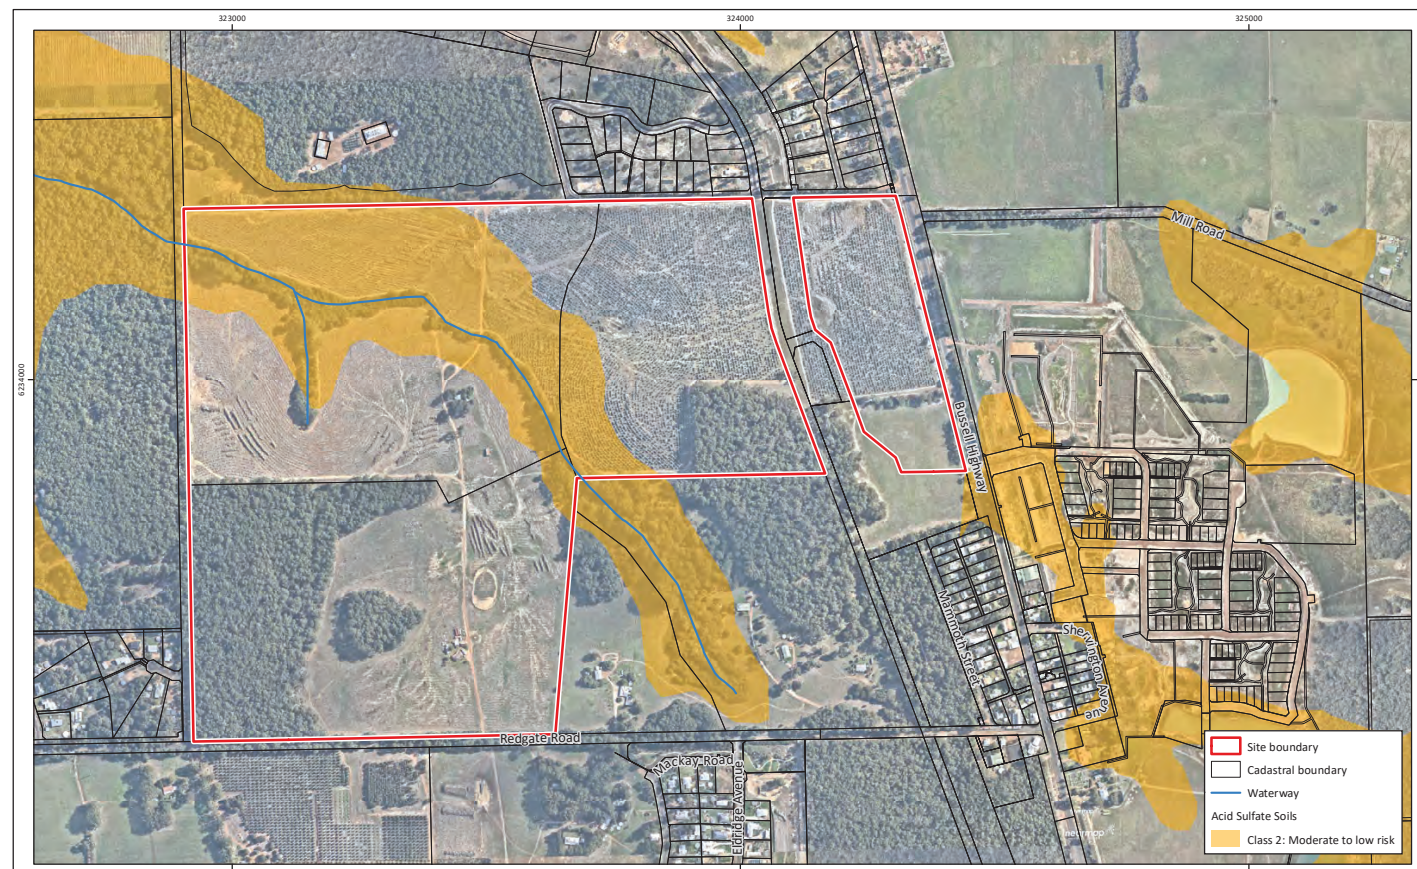 323000
324000
325000
6234000
Mill Road
Bussell Highway
Mammoth Street
Shervington Avenue
Redgate Road
Mackay Road
Eldridge Avenue
Site boundary
Cadastral boundary
Waterway
Acid Sulfate Soils
Class 2: Moderate to low risk